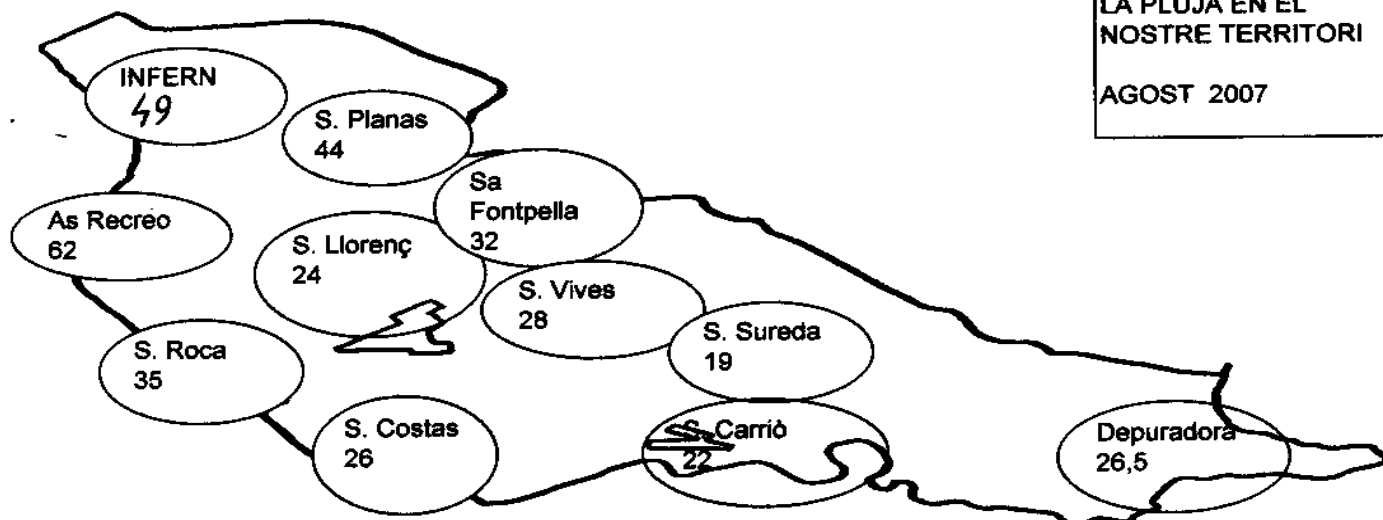 LA PLUJA EN EL
NOSTRE TERRITORI
AGOST 2007
INFERN
49
S. Planas
44
Sa
Fontpella
32
As Recreo
62
S. Llorenç
24
S. Vives
28
S. Sureda
19
S. Roca
35
S. Costas
26
Carriò
22
Depuradora
26,5